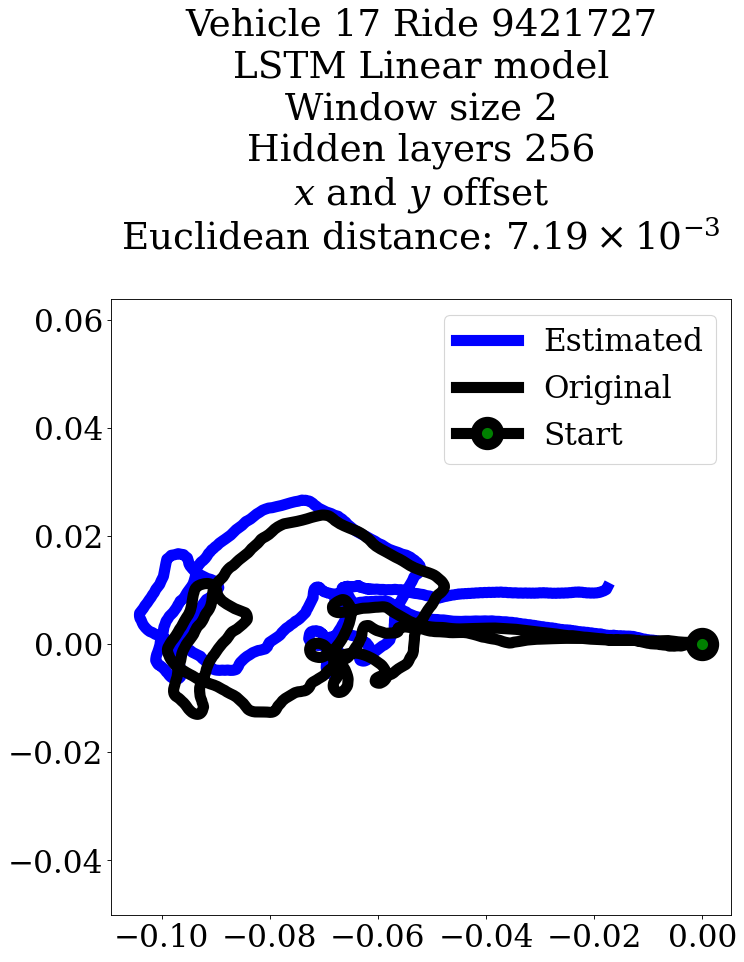 Vehicle 17 Ride 9421727
LSTM Linear model
Window size 2
Hidden layers 256
x and y offset
Euclidean distance: 7.19 × 10⁻³
Estimated
Original
Start
0.06
0.04
0.02
0.00
−0.02
−0.04
−0.10 −0.08 −0.06 −0.04 −0.02 0.00